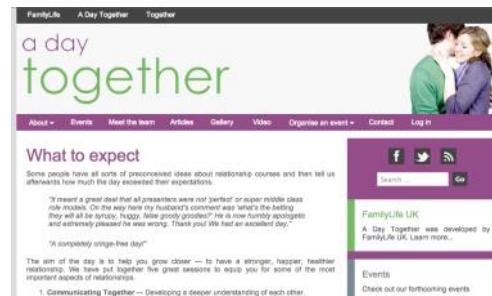 FamilyLife A Day Together Together
a day
together
About Events Meet the team Articles Gallery Video Organise an event Contact Log in
What to expect
Some people have all sorts of preconceived ideas about relationship courses and then tell us
afterwards how much the day exceeded their expectations.
"It meant a great deal that all presenters were not 'perfect' or super middle class
role models. On the way here my husband's comment was 'what's the betting
they will all be syrupy, huggy, false goody goodies?' He is now humbly apologetic
and extremely pleased he was wrong. Thank you! We had an excellent day."
"A completely cringe-free day!"
The aim of the day is to help you grow closer — to have a stronger, happier, healthier
relationship. We have put together five great sessions to equip you for some of the most
important aspects of relationships.
1. Communicating Together — Developing a deeper understanding of each other.
Search ... Go
FamilyLife UK
A Day Together was developed by
FamilyLife UK. Learn more...
Events
Check out our forthcoming events